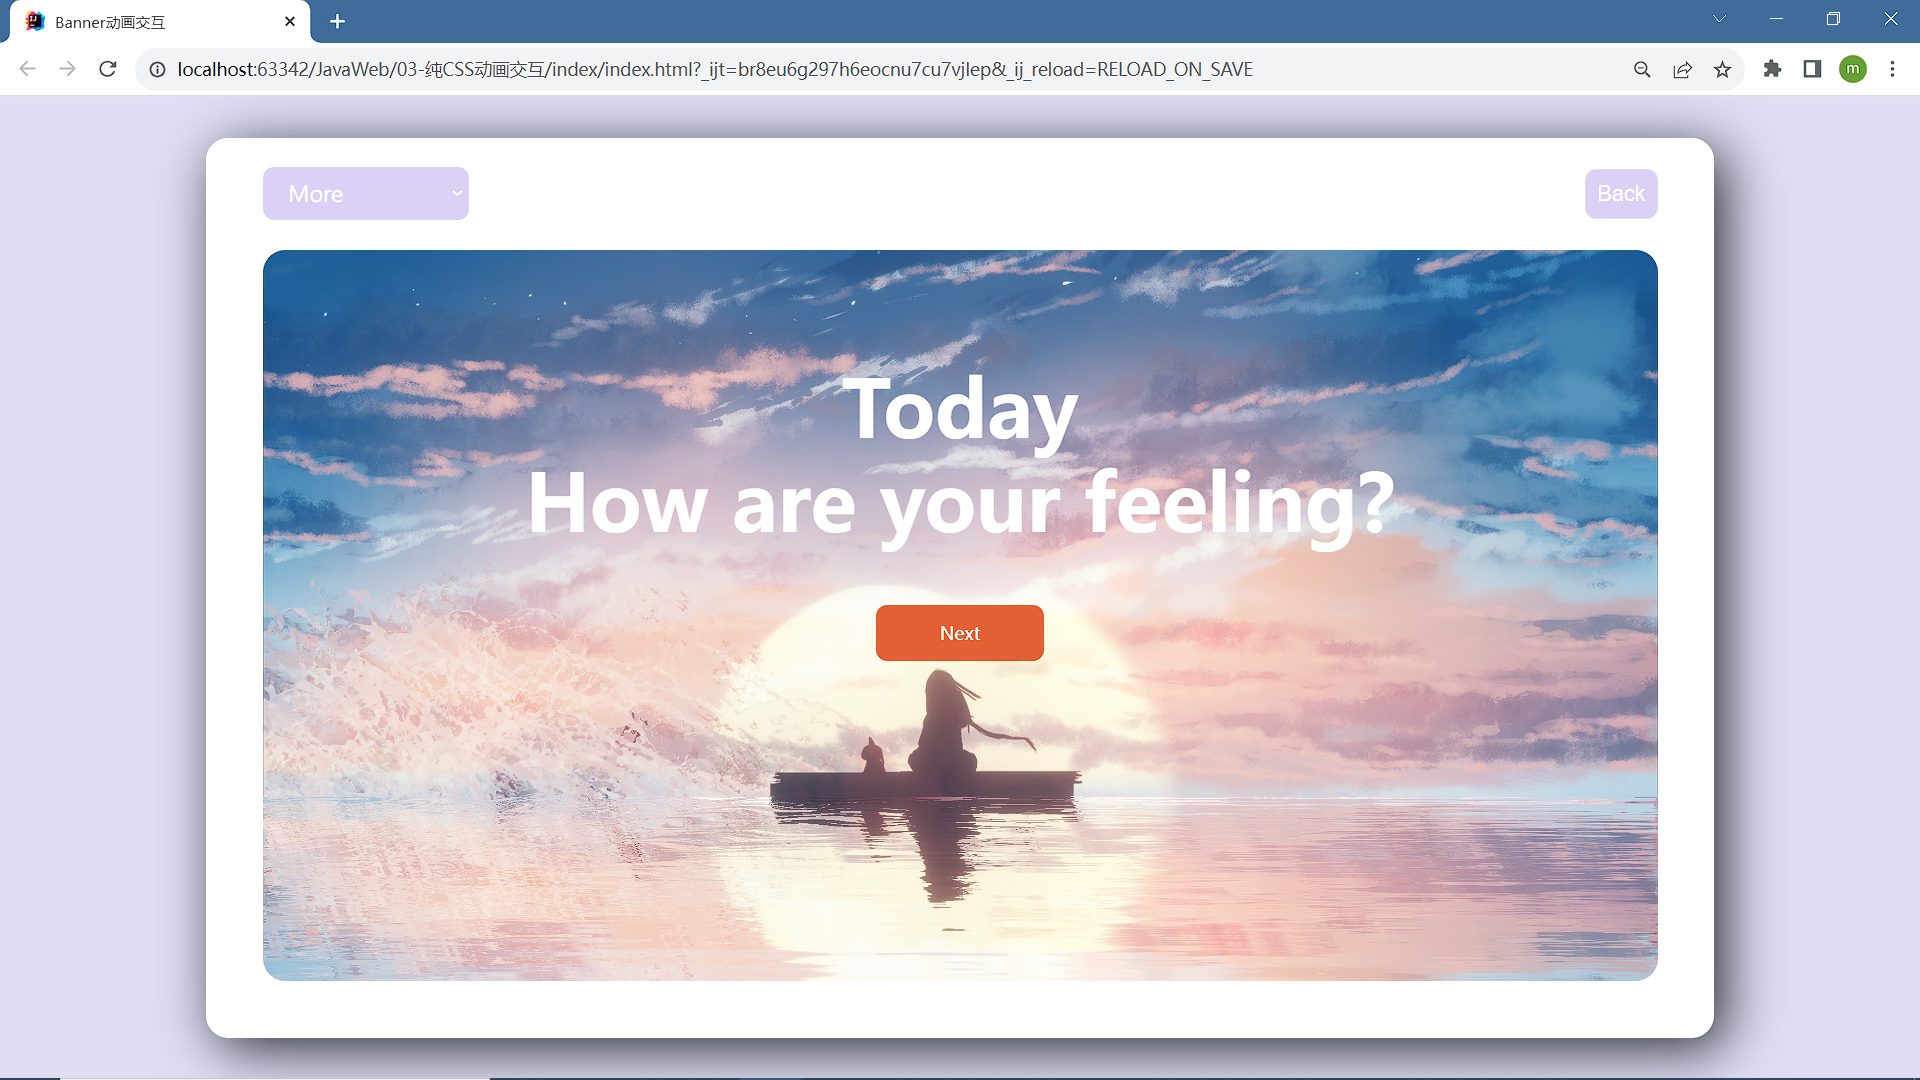 Banner动画交互
localhost:63342/JavaWeb/03-纯CSS动画交互/index/index.html?_ijt=br8eu6g297h6eocnu7cu7vjlep&_ij_reload=RELOAD_ON_SAVE
m
More
Back
Today
How are your feeling?
Next